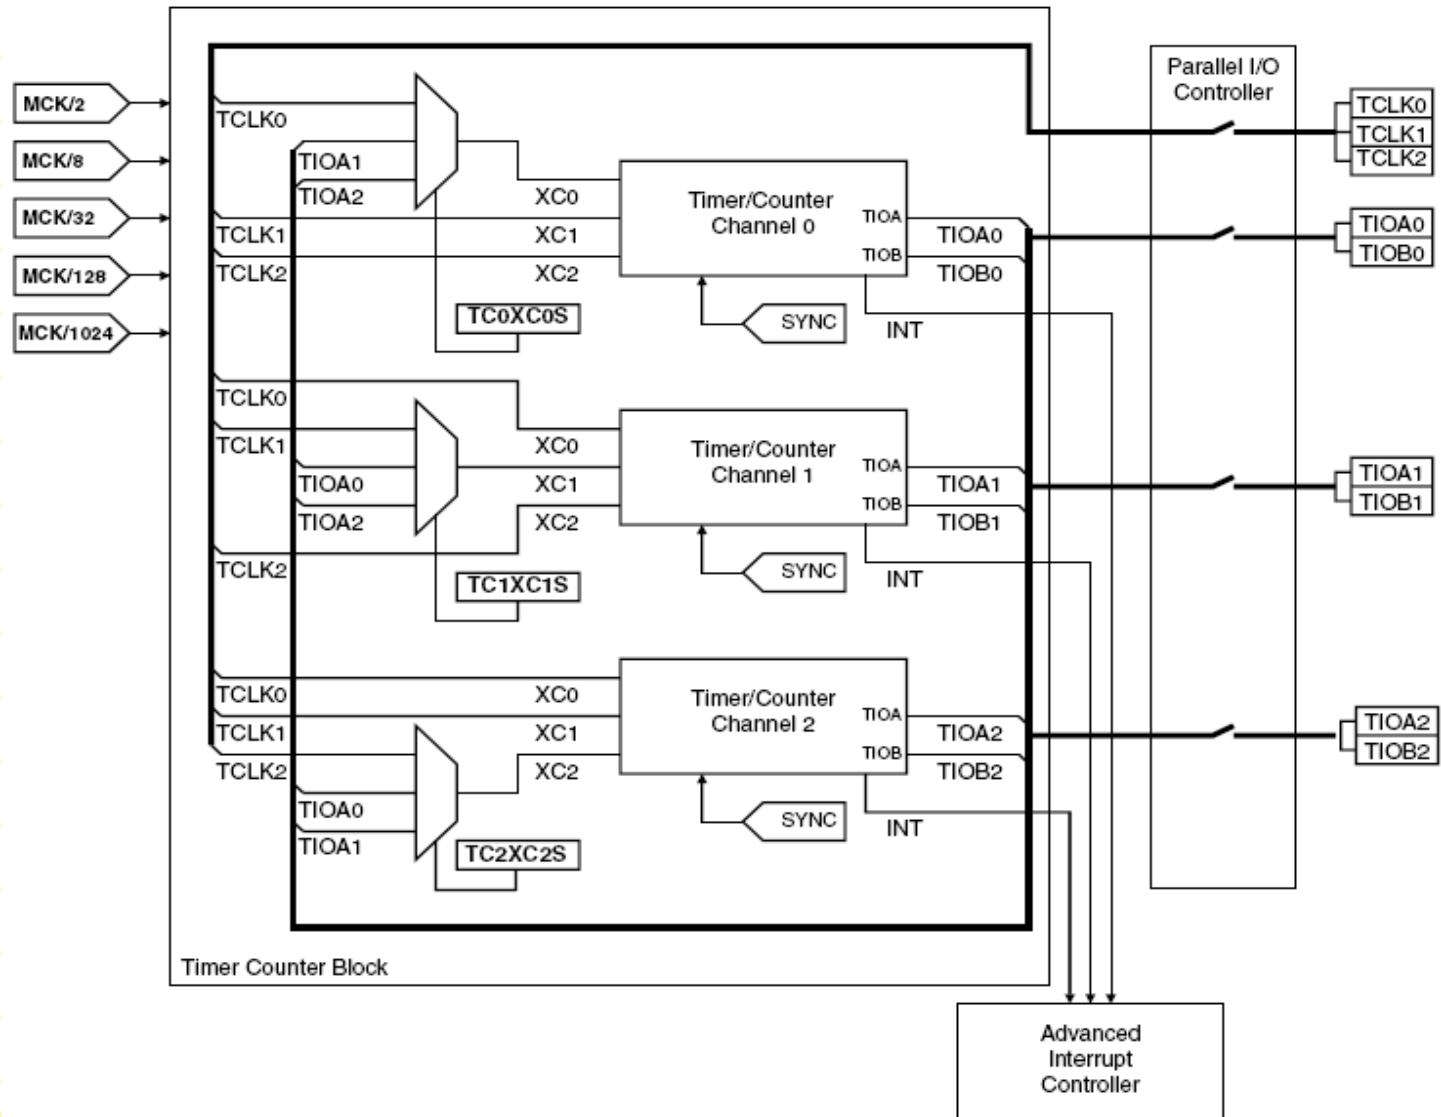 Parallel I/O
Controller
MCK/2
MCK/8
MCK/32
MCK/128
MCK/1024
TCLK0
TIOA1
TIOA2
TCLK1
TCLK2
XC0
XC1
XC2
Timer/Counter
Channel 0
TIOA
TIOB
TIOA0
TIOB0
TC0XC0S
SYNC
INT
TCLK0
TCLK1
TIOA0
TIOA2
TCLK2
XC0
XC1
XC2
Timer/Counter
Channel 1
TIOA
TIOB
TIOA1
TIOB1
TC1XC1S
SYNC
INT
TCLK0
TCLK1
TCLK2
TIOA0
TIOA1
XC0
XC1
XC2
Timer/Counter
Channel 2
TIOA
TIOB
TIOA2
TIOB2
TC2XC2S
SYNC
INT
TCLK0
TCLK1
TCLK2
TIOA0
TIOB0
TIOA1
TIOB1
TIOA2
TIOB2
Timer Counter Block
Advanced
Interrupt
Controller